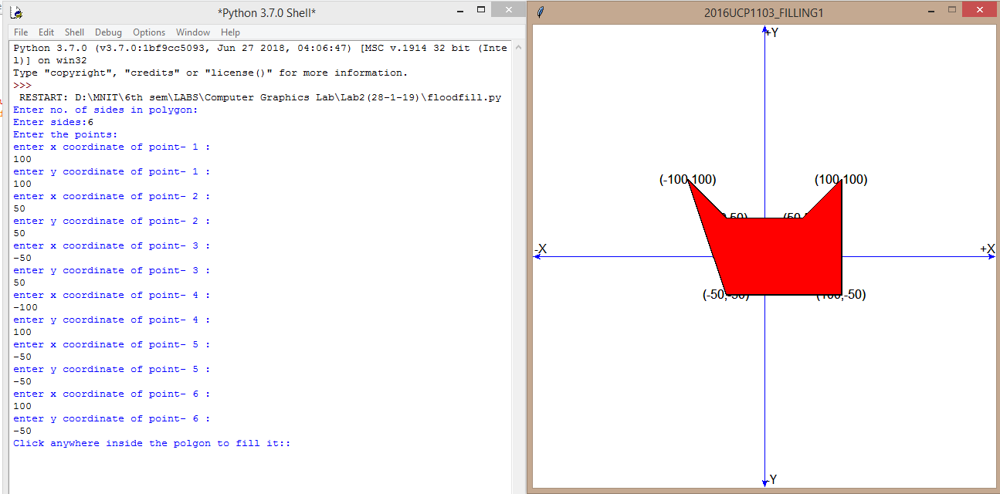 *Python 3.7.0 Shell*
File Edit Shell Debug Options Window Help
Python 3.7.0 (v3.7.0:1bf9cc5093, Jun 27 2018, 04:06:47) [MSC v.1914 32 bit (Inte
l)] on win32
Type "copyright", "credits" or "license()" for more information.
>>>
RESTART: D:\MNIT\6th sem\LABS\Computer Graphics Lab\Lab2(28-1-19)\floodfill.py
Enter no. of sides in polygon:
Enter sides:6
Enter the points:
enter x coordinate of point- 1 :
100
enter y coordinate of point- 1 :
100
enter x coordinate of point- 2 :
50
enter y coordinate of point- 2 :
50
enter x coordinate of point- 3 :
-50
enter y coordinate of point- 3 :
50
enter x coordinate of point- 4 :
-100
enter y coordinate of point- 4 :
100
enter x coordinate of point- 5 :
-50
enter y coordinate of point- 5 :
-50
enter x coordinate of point- 6 :
100
enter y coordinate of point- 6 :
-50
Click anywhere inside the polgon to fill it::
2016UCP1103_FILLING1
+Y
(-100,100) (100,100)
-X +X
(-50,-50) (100,-50)
-Y